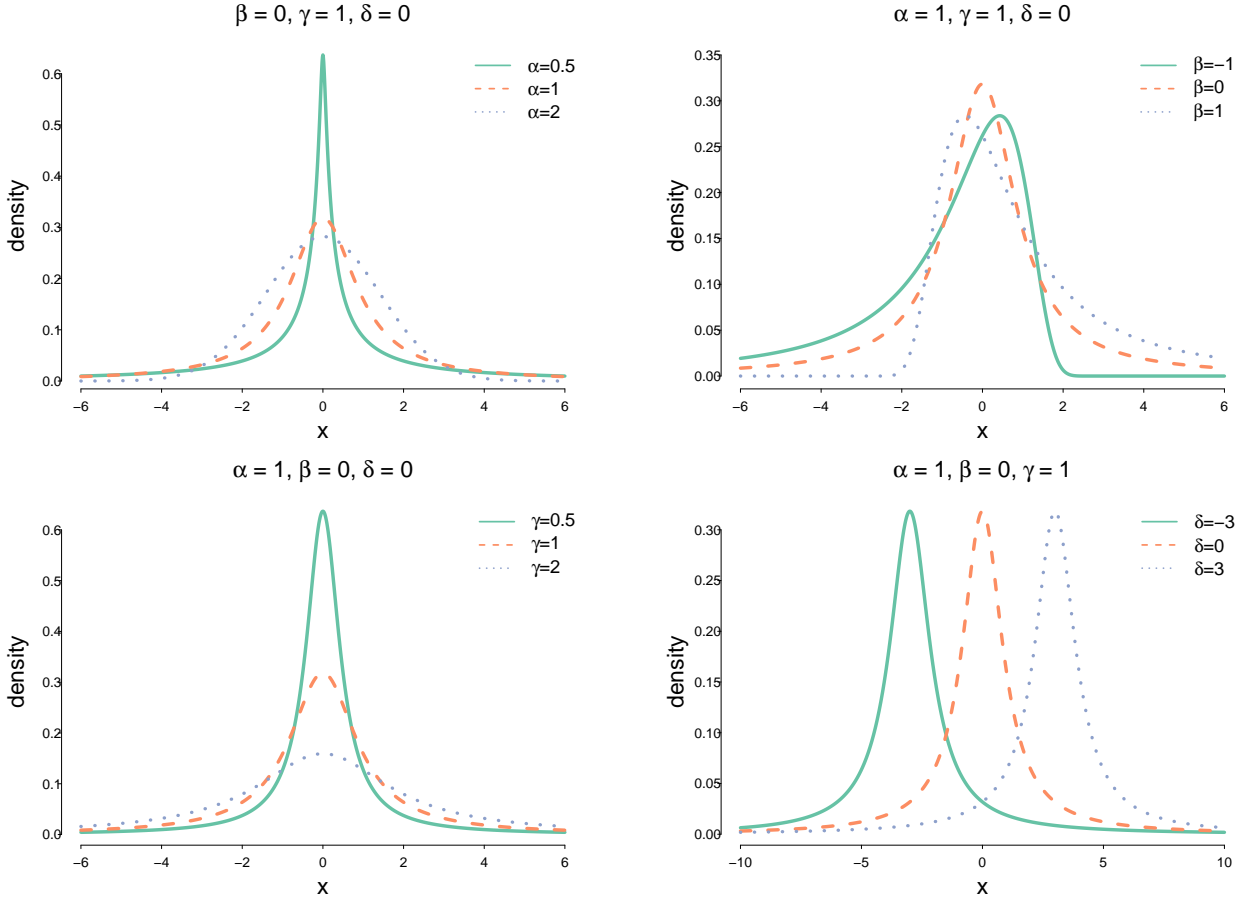 β = 0, γ = 1, δ = 0
α=0.5
α=1
α=2
density
0.6
0.5
0.4
0.3
0.2
0.1
0.0
−6 −4 −2 0 2 4 6
x
α = 1, γ = 1, δ = 0
β=−1
β=0
β=1
density
0.35
0.30
0.25
0.20
0.15
0.10
0.05
0.00
−6 −4 −2 0 2 4 6
x
α = 1, β = 0, δ = 0
γ=0.5
γ=1
γ=2
density
0.6
0.5
0.4
0.3
0.2
0.1
0.0
−6 −4 −2 0 2 4 6
x
α = 1, β = 0, γ = 1
δ=−3
δ=0
δ=3
density
0.30
0.25
0.20
0.15
0.10
0.05
0.00
−10 −5 0 5 10
x